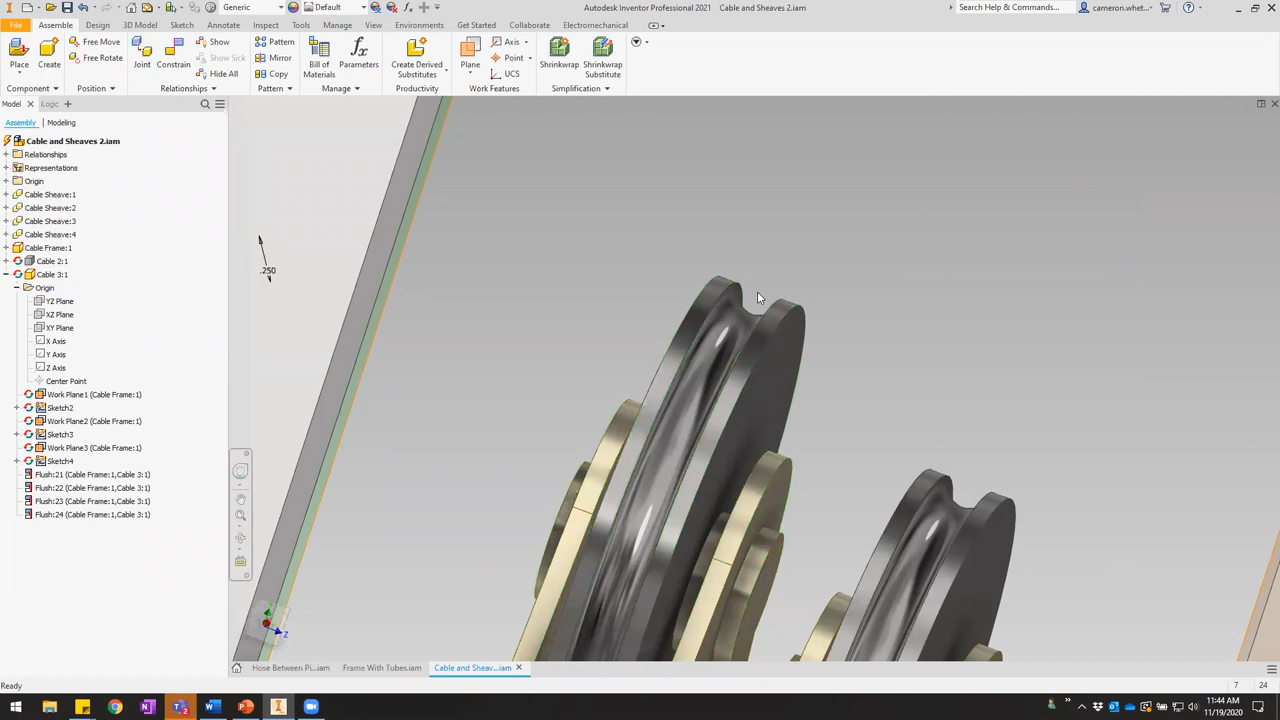 Generic
Default
Autodesk Inventor Professional 2021 Cable and Sheaves 2.iam
Search Help & Commands...
cameron.whet...
File Assemble Design 3D Model Sketch Annotate Inspect Tools Manage View Environments Get Started Collaborate Electromechanical
Place
Create
Component
Free Move
Free Rotate
Position
Joint
Constrain
Show
Show Sick
Hide All
Relationships
Pattern
Mirror
Copy
Pattern
Bill of
Materials
Parameters
Manage
Create Derived
Substitutes
Productivity
Plane
Axis
Point
UCS
Work Features
Shrinkwrap
Shrinkwrap
Substitute
Simplification
Model iLogic
Assembly Modeling
Cable and Sheaves 2.iam
Relationships
Representations
Origin
Cable Sheave:1
Cable Sheave:2
Cable Sheave:3
Cable Sheave:4
Cable Frame:1
Cable 2:1
Cable 3:1
Origin
YZ Plane
XZ Plane
XY Plane
X Axis
Y Axis
Z Axis
Center Point
Work Plane1 (Cable Frame:1)
Sketch2
Work Plane2 (Cable Frame:1)
Sketch3
Work Plane3 (Cable Frame:1)
Sketch4
Flush:21 (Cable Frame:1,Cable 3:1)
Flush:22 (Cable Frame:1,Cable 3:1)
Flush:23 (Cable Frame:1,Cable 3:1)
Flush:24 (Cable Frame:1,Cable 3:1)
.250
Z
Hose Between Pi...iam Frame With Tubes.iam Cable and Sheav...iam
Ready
7 24
11:44 AM
11/19/2020